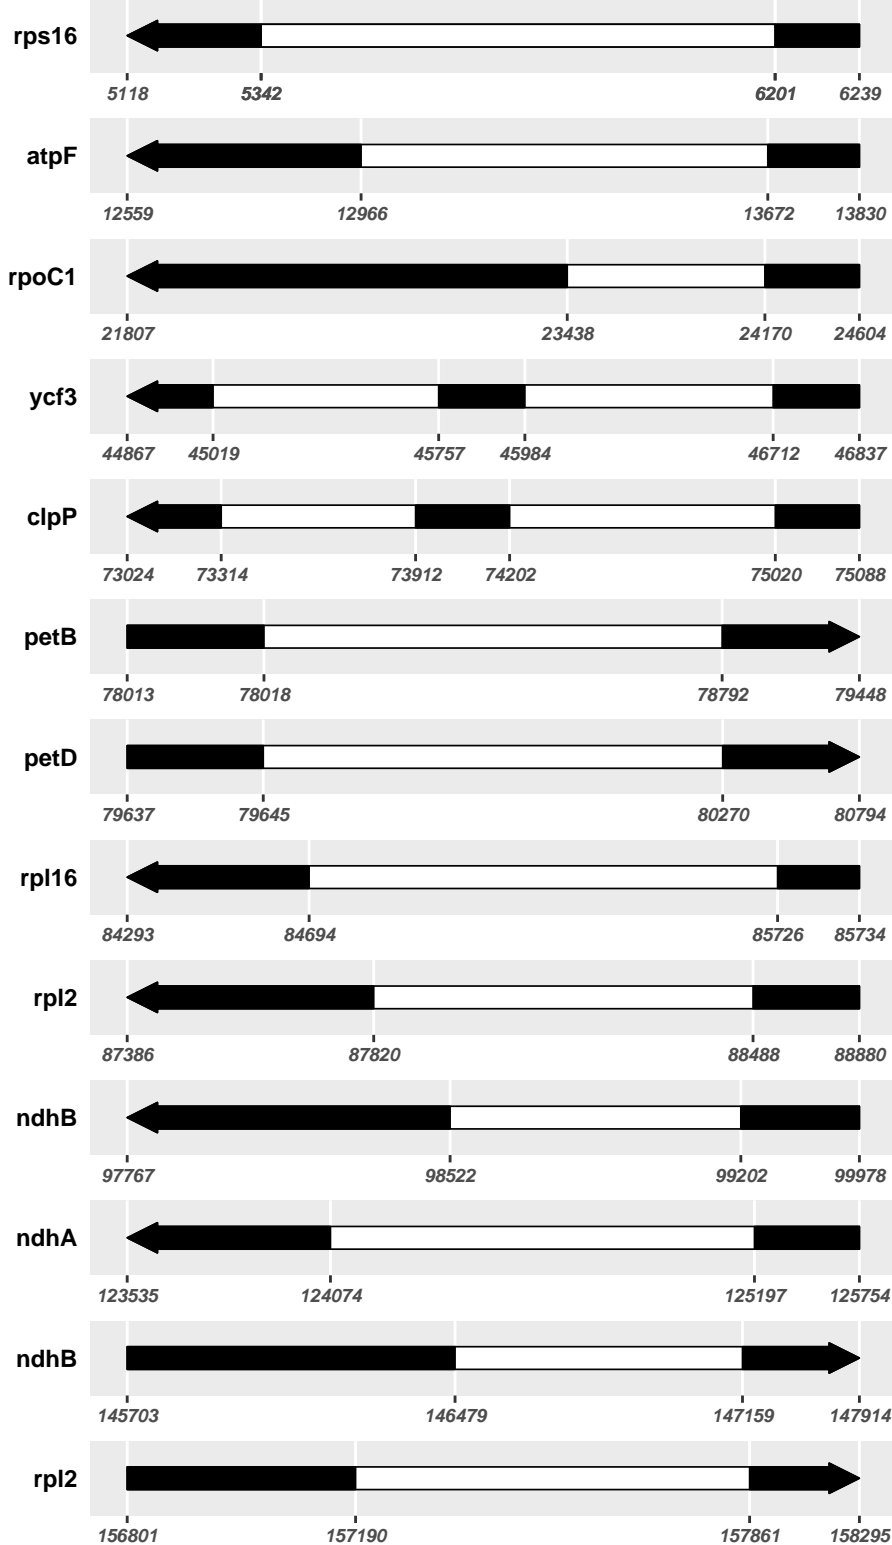 rps16
5118 5342 6201 6239
atpF
12559 12966 13672 13830
rpoC1
21807 23438 24170 24604
ycf3
44867 45019 45757 45984 46712 46837
clpP
73024 73314 73912 74202 75020 75088
petB
78013 78018 78792 79448
petD
79637 79645 80270 80794
rpl16
84293 84694 85726 85734
rpl2
87386 87820 88488 88880
ndhB
97767 98522 99202 99978
ndhA
123535 124074 125197 125754
ndhB
145703 146479 147159 147914
rpl2
156801 157190 157861 158295